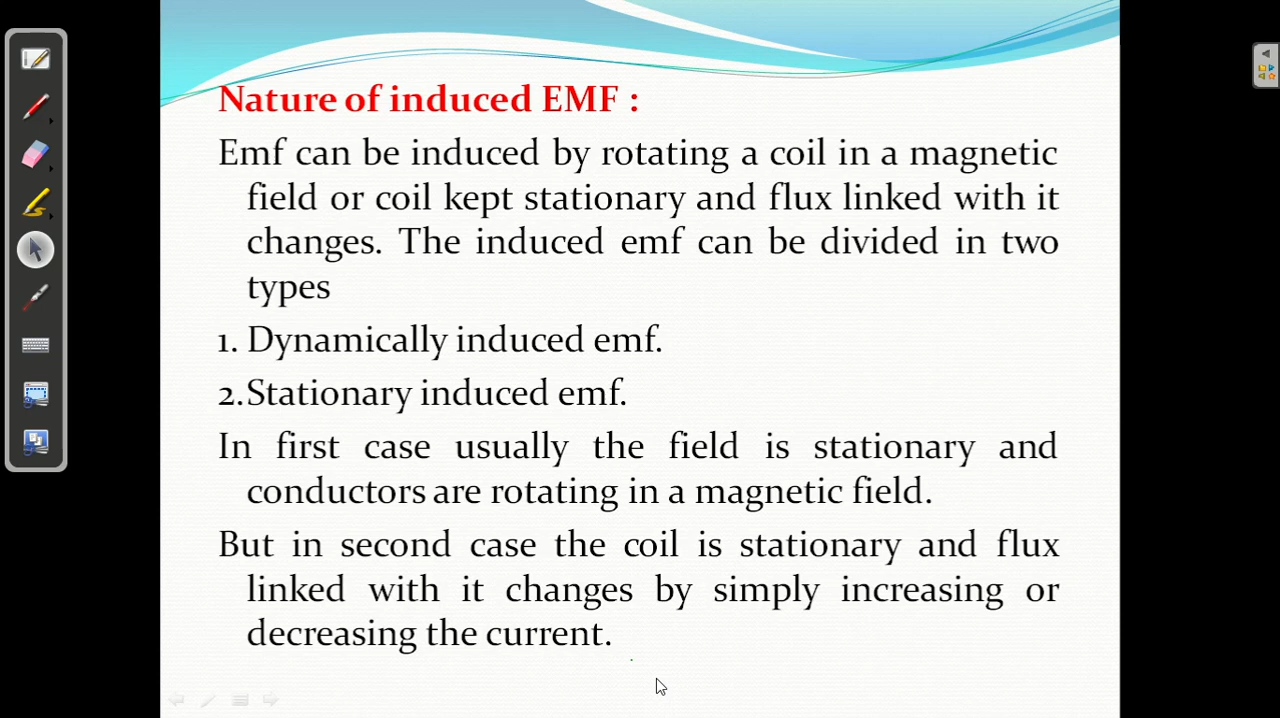 Nature of induced EMF :
Emf can be induced by rotating a coil in a magnetic
field or coil kept stationary and flux linked with it
changes. The induced emf can be divided in two
types
1. Dynamically induced emf.
2.Stationary induced emf.
In first case usually the field is stationary and
conductors are rotating in a magnetic field.
But in second case the coil is stationary and flux
linked with it changes by simply increasing or
decreasing the current.